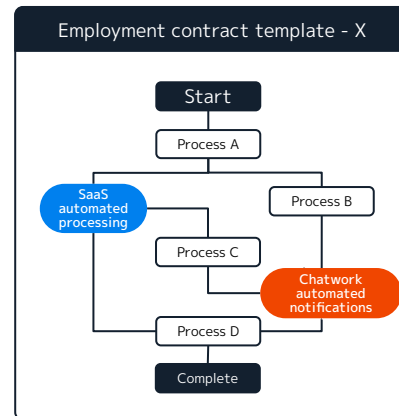 Employment contract template - X
Start
Process A
SaaS
automated
processing
Process B
Process C
Chatwork
automated
notifications
Process D
Complete